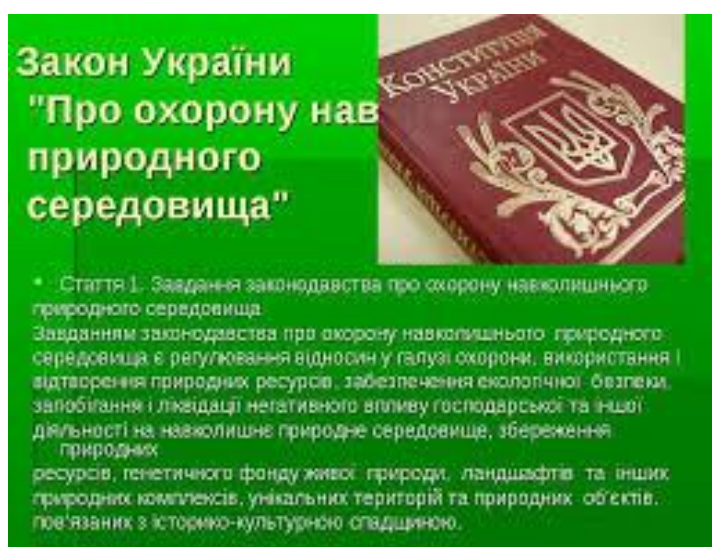 Закон України
"Про охорону нав
природного
середовища"
КОНСТИТУЦІЯ
УКРАЇНИ
Стаття 1. Завдання законодавства про охорону навколишнього
природного середовища
Завданням законодавства про охорону навколишнього природного
середовища є регулювання відносин у галузі охорони, використання і
відтворення природних ресурсів, забезпечення екологічної безпеки,
запобігання і ліквідації негативного впливу господарської та іншої
діяльності на навколишнє природне середовище, збереження
природних
ресурсів, генетичного фонду живої природи, ландшафтів та інших
природних комплексів, унікальних територій та природних об'єктів,
пов'язаних з історико-культурною спадщиною.